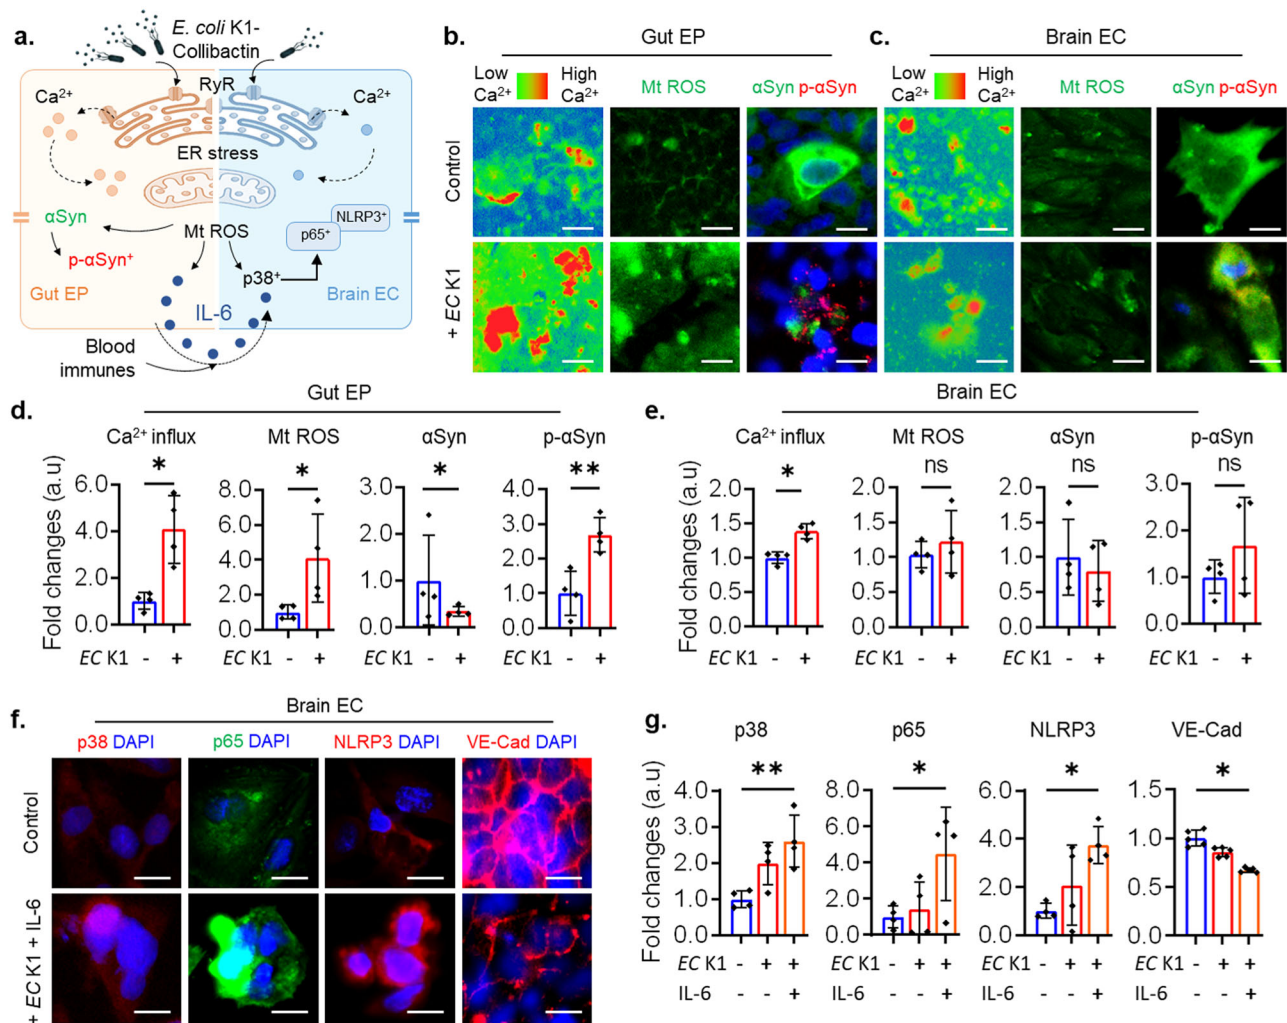 a.
E. coli K1-
Collibactin
RyR
Ca²⁺
Ca²⁺
ER stress
NLRP3⁺
αSyn
Mt ROS
p65⁺
p-αSyn⁺
p38⁺
Gut EP
Brain EC
IL-6
Blood
immunes
b.
Gut EP
Low
Ca²⁺
High
Ca²⁺
Mt ROS
αSyn p-αSyn
Control
+ EC K1
c.
Brain EC
Low
Ca²⁺
High
Ca²⁺
Mt ROS
αSyn p-αSyn
d.
Gut EP
Ca²⁺ influx
Mt ROS
αSyn
p-αSyn
*
*
*
**
Fold changes (a.u)
6.0
4.0
2.0
0.0
8.0
6.0
4.0
2.0
0.0
3.0
2.0
1.0
0.0
4.0
3.0
2.0
1.0
0.0
EC K1 - +
EC K1 - +
EC K1 - +
EC K1 - +
e.
Brain EC
Ca²⁺ influx
Mt ROS
αSyn
p-αSyn
*
ns
ns
ns
Fold changes (a.u)
2.0
1.5
1.0
0.5
0.0
2.0
1.5
1.0
0.5
0.0
2.0
1.5
1.0
0.5
0.0
3.0
2.0
1.0
0.0
EC K1 - +
EC K1 - +
EC K1 - +
EC K1 - +
f.
Brain EC
p38 DAPI
p65 DAPI
NLRP3 DAPI
VE-Cad DAPI
Control
+ EC K1 + IL-6
g.
p38
p65
NLRP3
VE-Cad
**
*
*
*
Fold changes (a.u)
4.0
3.0
2.0
1.0
0.0
8.0
6.0
4.0
2.0
0.0
6.0
4.0
2.0
0.0
1.5
1.0
0.5
0.0
EC K1 - + +
IL-6 - - +
EC K1 - + +
IL-6 - - +
EC K1 - + +
IL-6 - - +
EC K1 - + +
IL-6 - - +